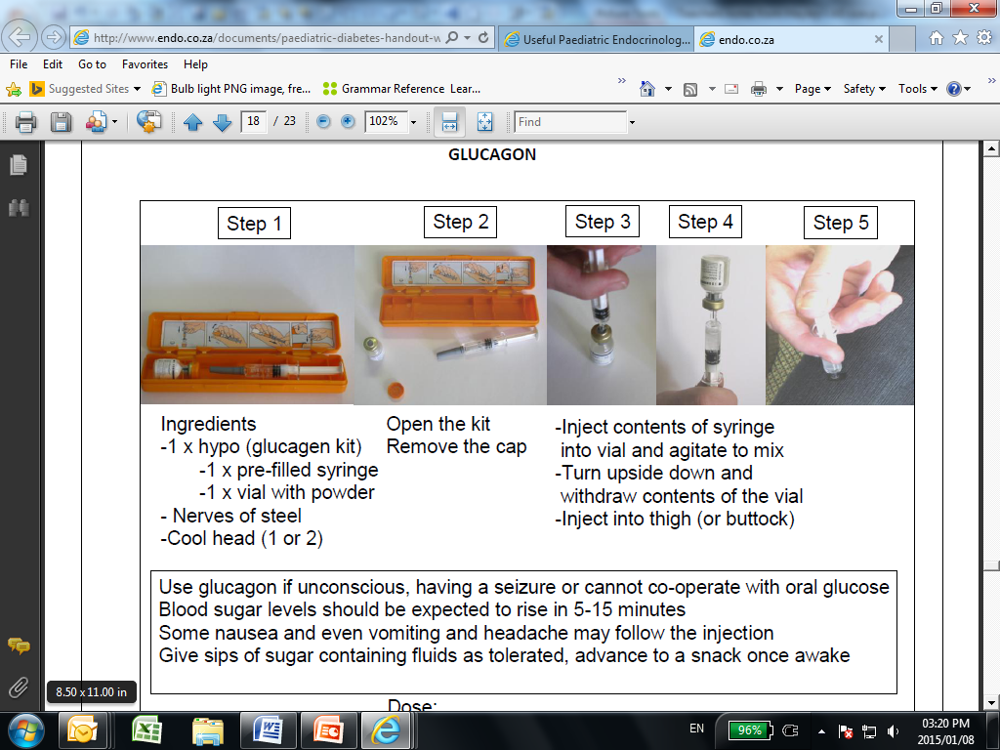 http://www.endo.co.za/documents/paediatric-diabetes-handout-w
Useful Paediatric Endocrinolog...
endo.co.za
File Edit Go to Favorites Help
Suggested Sites Bulb light PNG image, fre... Grammar Reference Lear...
Page Safety Tools
18 / 23 102% Find
GLUCAGON
Step 1 Step 2 Step 3 Step 4 Step 5
Ingredients
-1 x hypo (glucagen kit)
-1 x pre-filled syringe
-1 x vial with powder
- Nerves of steel
-Cool head (1 or 2)
Open the kit
Remove the cap
-Inject contents of syringe
into vial and agitate to mix
-Turn upside down and
withdraw contents of the vial
-Inject into thigh (or buttock)
Use glucagon if unconscious, having a seizure or cannot co-operate with oral glucose
Blood sugar levels should be expected to rise in 5-15 minutes
Some nausea and even vomiting and headache may follow the injection
Give sips of sugar containing fluids as tolerated, advance to a snack once awake
Dose:
8.50 x 11.00 in
EN 96% 03:20 PM
2015/01/08